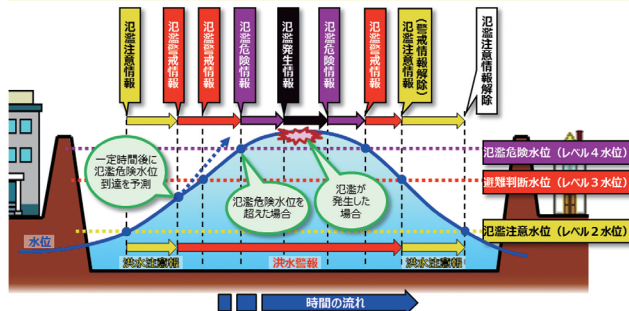 氾濫注意情報
氾濫警戒情報
氾濫警戒情報
氾濫危険情報
氾濫発生情報
氾濫危険情報
氾濫警戒情報
氾濫注意情報
(警戒情報解除)
氾濫注意情報解除
一定時間後に
氾濫危険水位
到達を予測
氾濫危険水位を
超えた場合
氾濫が
発生した
場合
氾濫危険水位(レベル4水位)
避難判断水位(レベル3水位)
氾濫注意水位(レベル2水位)
水位
洪水注意報
洪水警報
洪水注意報
時間の流れ